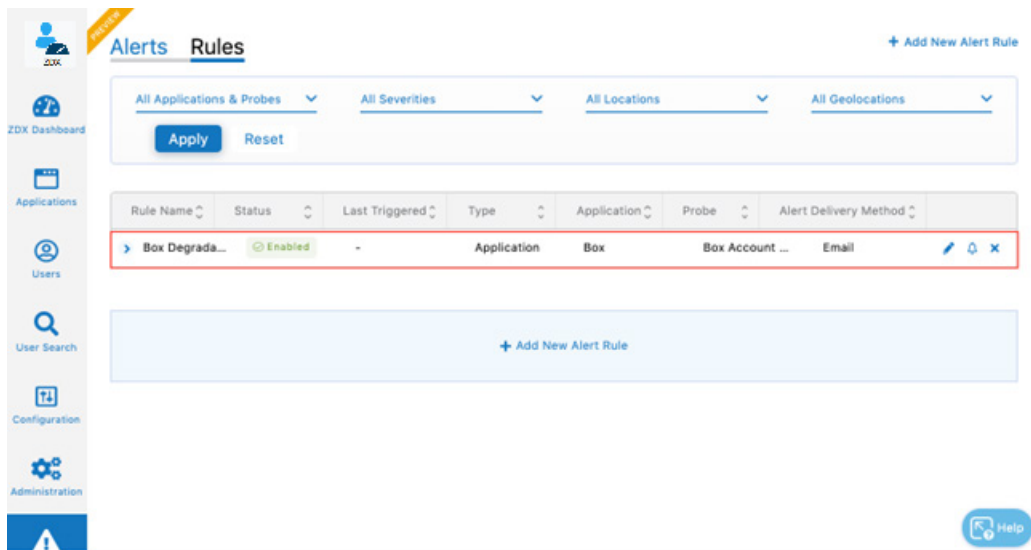 PREVIEW
ZDX
Alerts Rules
+ Add New Alert Rule
All Applications & Probes All Severities All Locations All Geolocations
Apply Reset
ZDX Dashboard
Applications
Users
User Search
Configuration
Administration
Rule Name Status Last Triggered Type Application Probe Alert Delivery Method
Box Degrada... Enabled - Application Box Box Account ... Email
+ Add New Alert Rule
Help